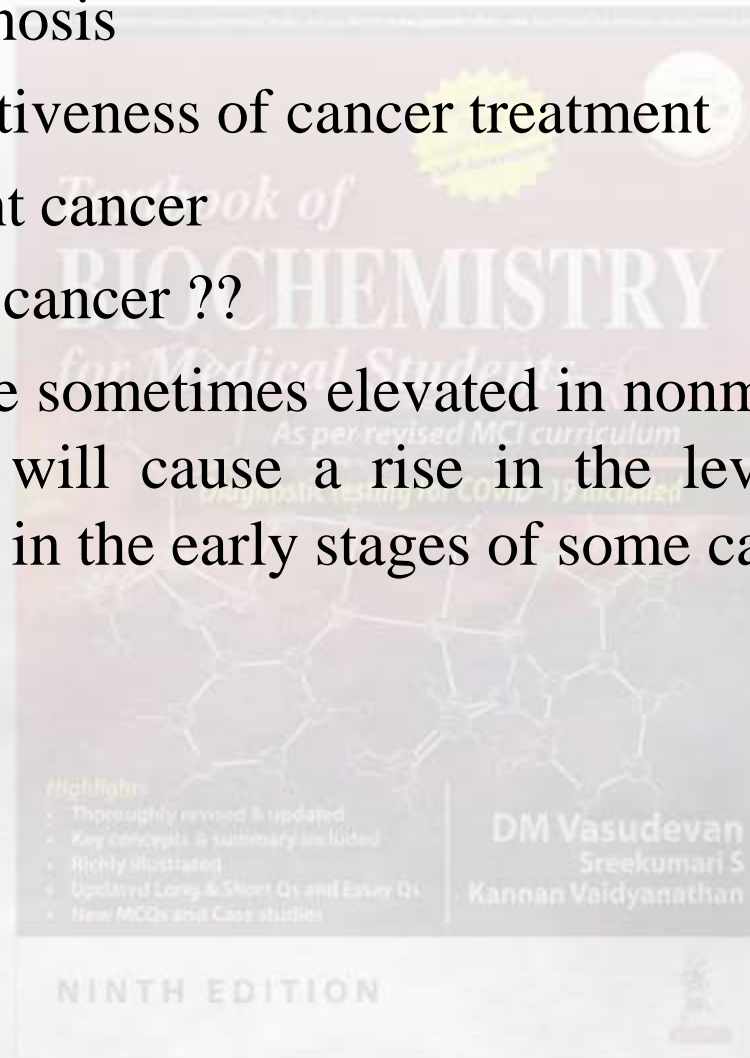 nosis
tiveness of cancer treatment
nt cancer
cancer ??
e sometimes elevated in nonm
will cause a rise in the lev
in the early stages of some ca
Textbook of
BIOCHEMISTRY
for Medical Students
As per revised MCI curriculum
Diagnostic Testing for COVID-19 included
Highlights
• Thoroughly revised & updated
• Key concepts & summary included
• Richly illustrated
• Updated Long & Short Qs and Essay Qs
• New MCQs and Case studies
DM Vasudevan
Sreekumari S
Kannan Vaidyanathan
NINTH EDITION